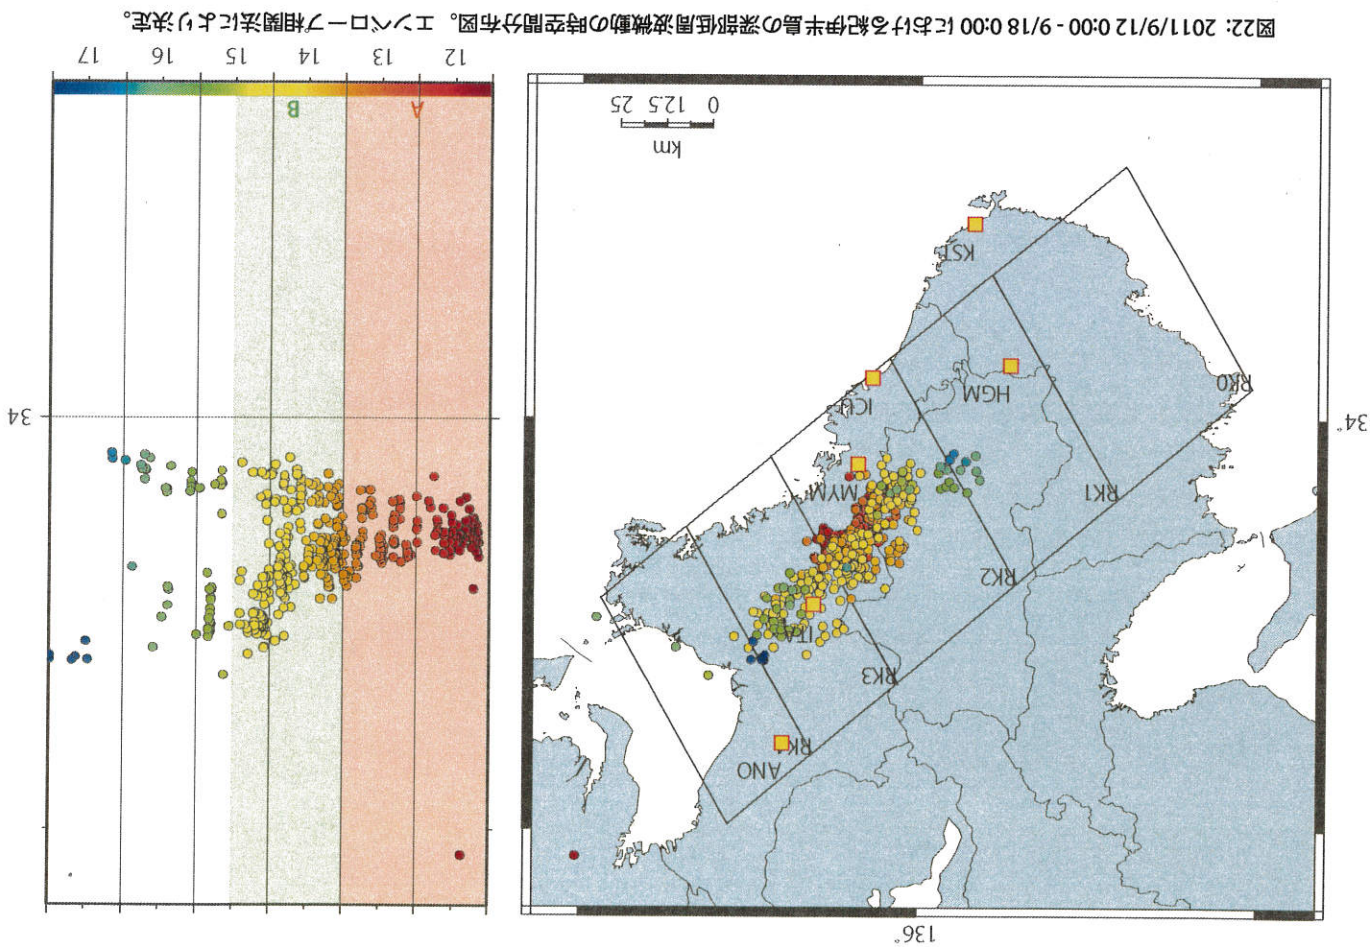 136°
ANO
RK4
RK3
ITA
RK2
RK1
MYM
34°
ICU
HGM
RK0
KST
km
0 12.5 25
34
A
B
12 13 14 15 16 17
図22: 2011/9/12 0:00 - 9/18 0:00 における紀伊半島の深部低周波微動の時空間分布図。エンベロープ相関法により決定。